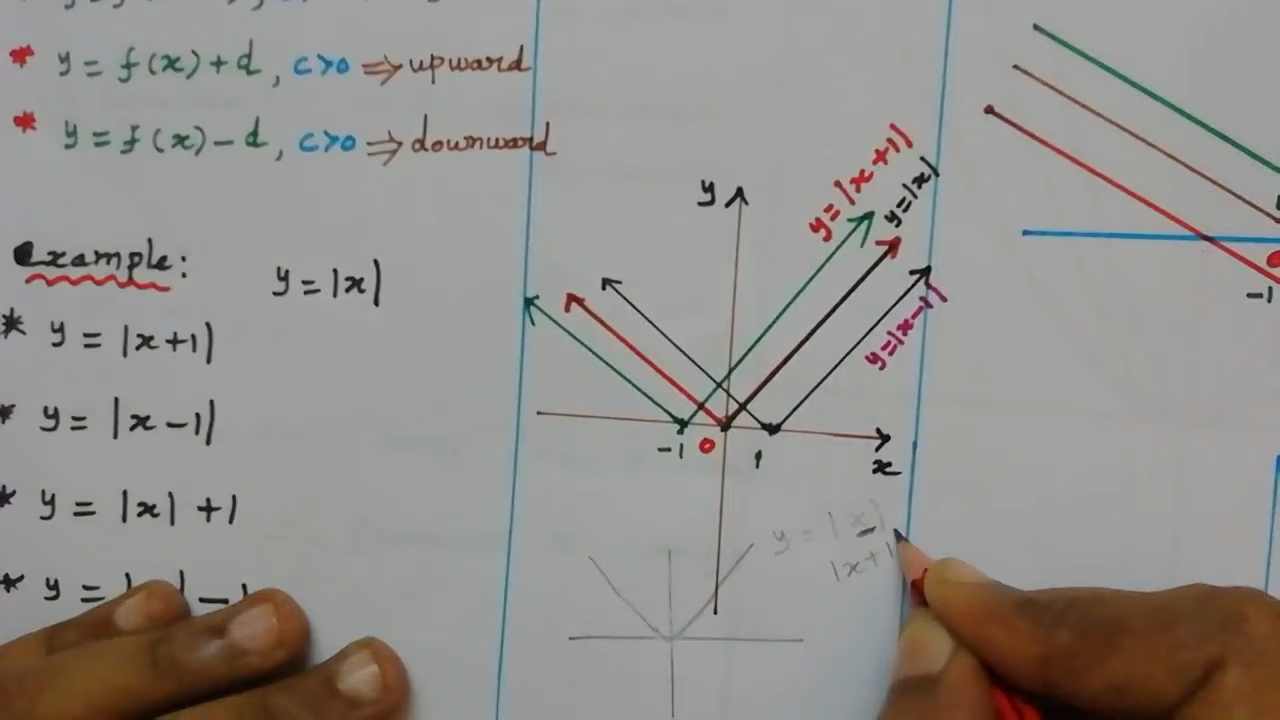 * y = f(x) + d, c>0 ⇒ upward
* y = f(x) - d, c>0 ⇒ downward
example: y = |x|
* y = |x+1|
* y = |x-1|
* y = |x| + 1
y
y=|x+1|
y=|x|
y=|x-1|
-1 0 1
x
y = |x|
|x+1
-1